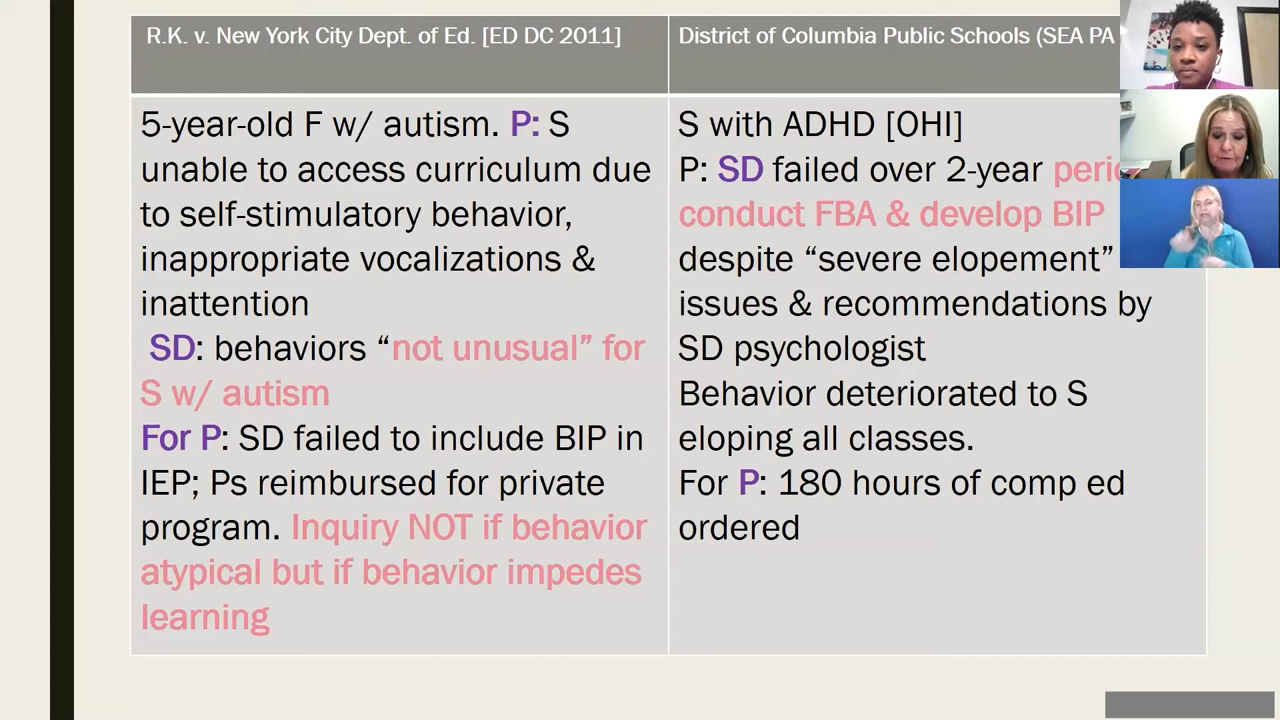 R.K. v. New York City Dept. of Ed. [ED DC 2011]
5-year-old F w/ autism. P: S
unable to access curriculum due
to self-stimulatory behavior,
inappropriate vocalizations &
inattention
SD: behaviors “not unusual” for
S w/ autism
For P: SD failed to include BIP in
IEP; Ps reimbursed for private
program. Inquiry NOT if behavior
atypical but if behavior impedes
learning
District of Columbia Public Schools (SEA PA
S with ADHD [OHI]
P: SD failed over 2-year
conduct FBA & develop BIP
despite “severe elopement”
issues & recommendations by
SD psychologist
Behavior deteriorated to S
eloping all classes.
For P: 180 hours of comp ed
ordered